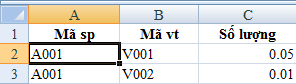 A B C
1 Mã sp Mã vt Số lượng
2 A001 V001 0.05
3 A001 V002 0.01